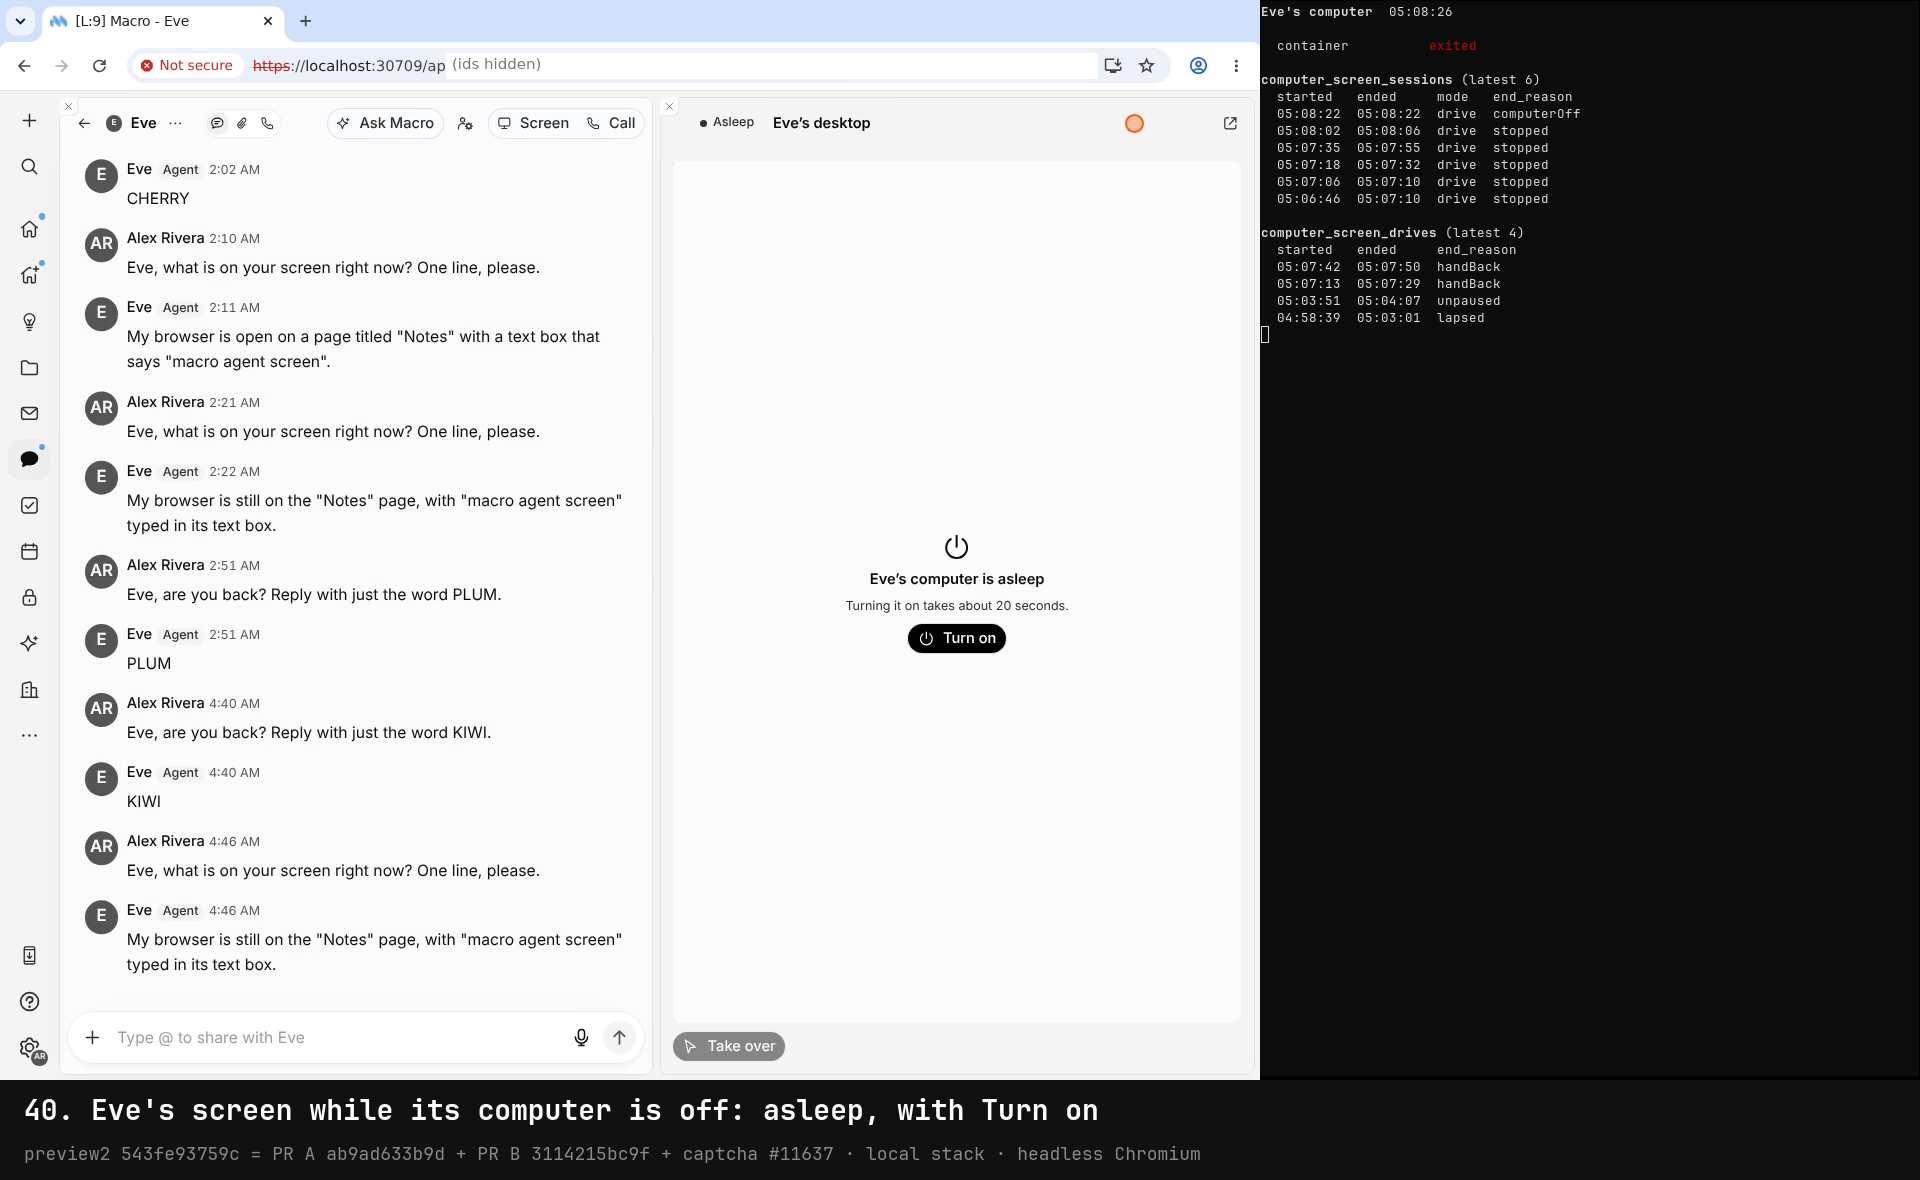 [L:9] Macro - Eve
Not secure
https://localhost:30709/ap (ids hidden)
E Eve
Ask Macro
Screen
Call
E
Eve Agent 2:02 AM
CHERRY
AR
Alex Rivera 2:10 AM
Eve, what is on your screen right now? One line, please.
E
Eve Agent 2:11 AM
My browser is open on a page titled "Notes" with a text box that
says "macro agent screen".
AR
Alex Rivera 2:21 AM
Eve, what is on your screen right now? One line, please.
E
Eve Agent 2:22 AM
My browser is still on the "Notes" page, with "macro agent screen"
typed in its text box.
AR
Alex Rivera 2:51 AM
Eve, are you back? Reply with just the word PLUM.
E
Eve Agent 2:51 AM
PLUM
AR
Alex Rivera 4:40 AM
Eve, are you back? Reply with just the word KIWI.
E
Eve Agent 4:40 AM
KIWI
AR
Alex Rivera 4:46 AM
Eve, what is on your screen right now? One line, please.
E
Eve Agent 4:46 AM
My browser is still on the "Notes" page, with "macro agent screen"
typed in its text box.
Type @ to share with Eve
AR
Asleep
Eve’s desktop
Eve’s computer is asleep
Turning it on takes about 20 seconds.
Turn on
Take over
Eve's computer 05:08:26
container exited
computer_screen_sessions (latest 6)
started ended mode end_reason
05:08:22 05:08:22 drive computerOff
05:08:02 05:08:06 drive stopped
05:07:35 05:07:55 drive stopped
05:07:18 05:07:32 drive stopped
05:07:06 05:07:10 drive stopped
05:06:46 05:07:10 drive stopped
computer_screen_drives (latest 4)
started ended end_reason
05:07:42 05:07:50 handBack
05:07:13 05:07:29 handBack
05:03:51 05:04:07 unpaused
04:58:39 05:03:01 lapsed
40. Eve's screen while its computer is off: asleep, with Turn on
preview2 543fe93759c = PR A ab9ad633b9d + PR B 3114215bc9f + captcha #11637 · local stack · headless Chromium